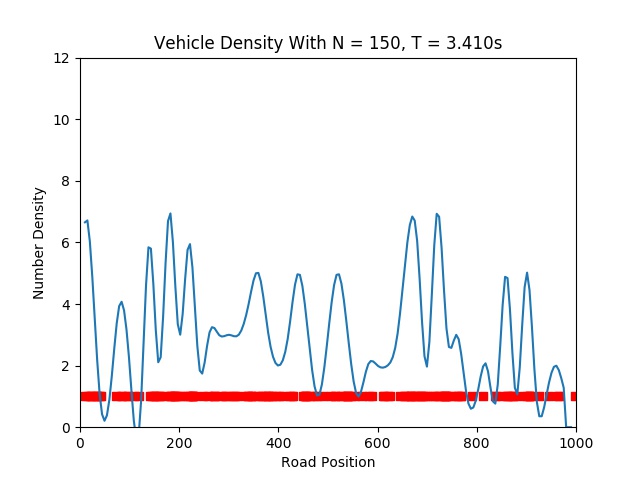 Vehicle Density With N = 150, T = 3.410s
12
10
8
6
4
2
0
Number Density
0 200 400 600 800 1000
Road Position